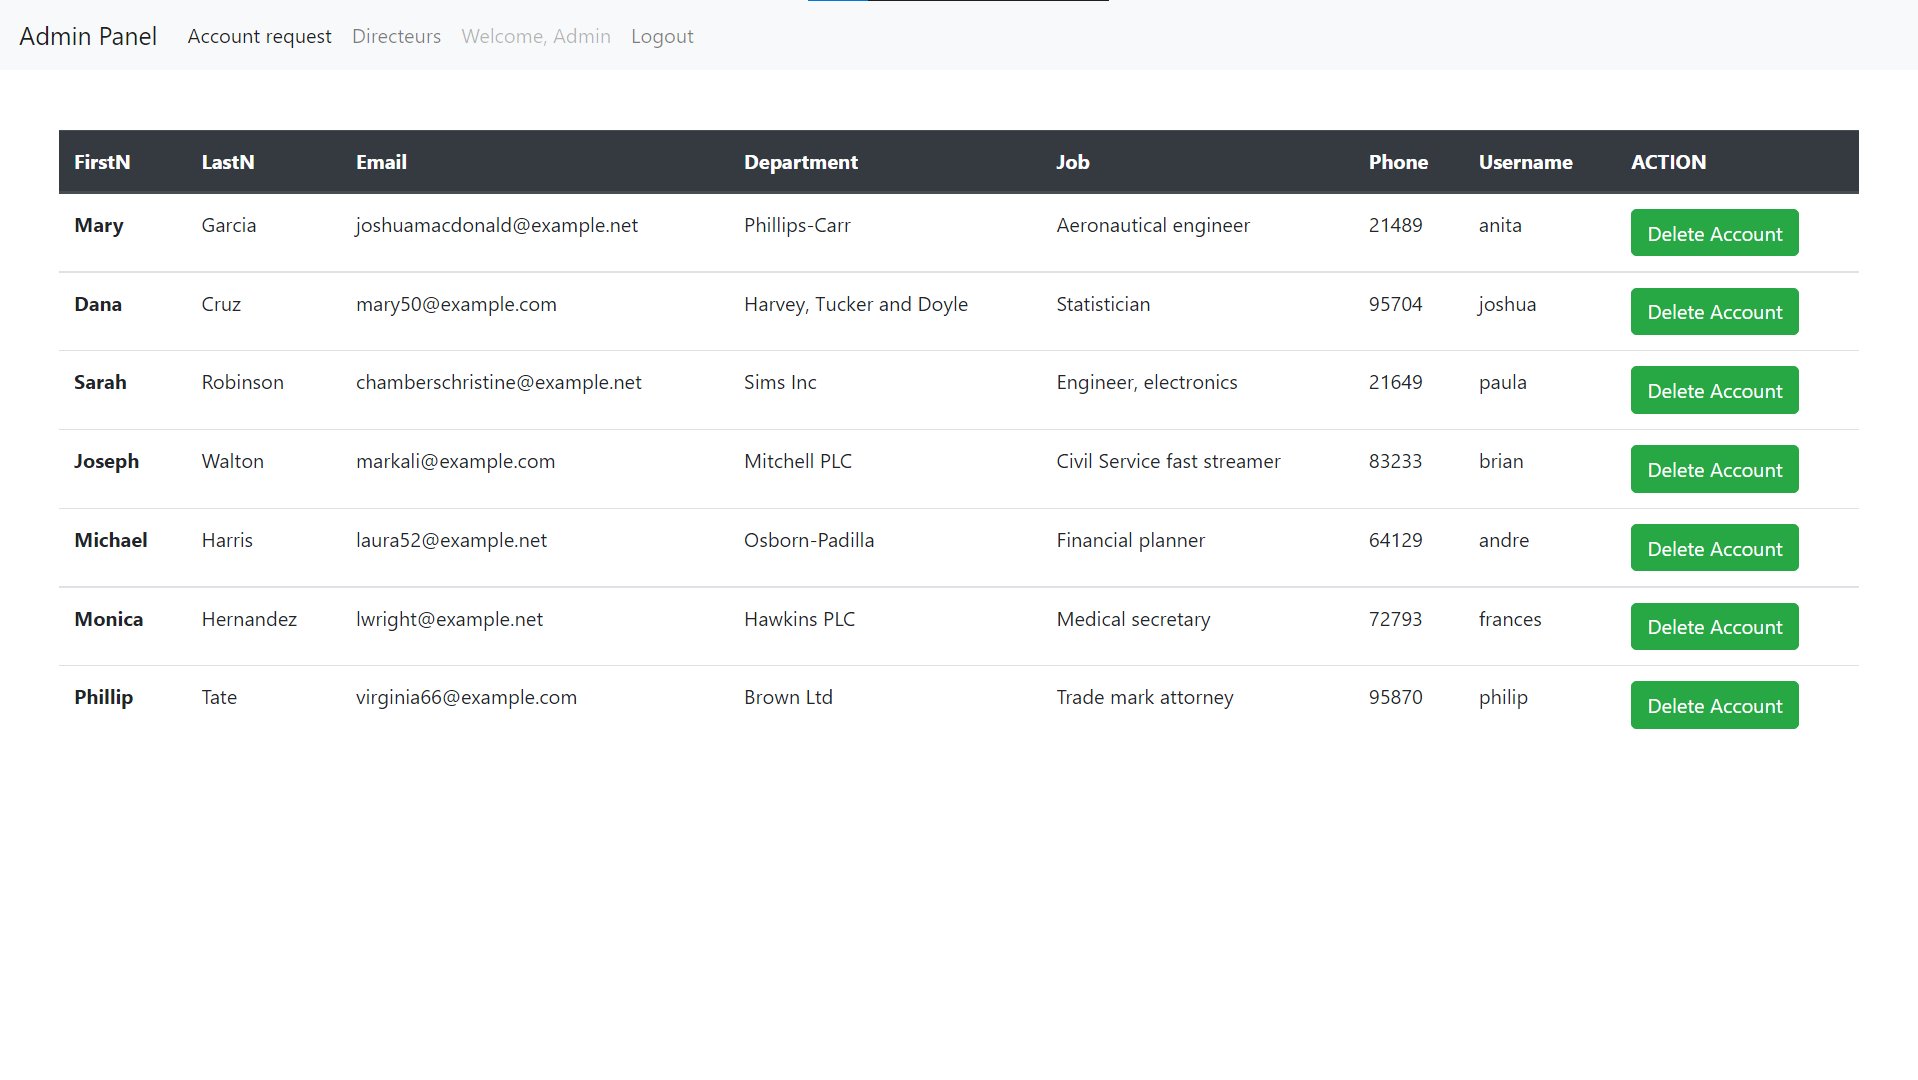 Admin Panel Account request Directeurs Welcome, Admin Logout
FirstN LastN Email Department Job Phone Username ACTION
Mary Garcia joshuamacdonald@example.net Phillips-Carr Aeronautical engineer 21489 anita Delete Account
Dana Cruz mary50@example.com Harvey, Tucker and Doyle Statistician 95704 joshua Delete Account
Sarah Robinson chamberschristine@example.net Sims Inc Engineer, electronics 21649 paula Delete Account
Joseph Walton markali@example.com Mitchell PLC Civil Service fast streamer 83233 brian Delete Account
Michael Harris laura52@example.net Osborn-Padilla Financial planner 64129 andre Delete Account
Monica Hernandez lwright@example.net Hawkins PLC Medical secretary 72793 frances Delete Account
Phillip Tate virginia66@example.com Brown Ltd Trade mark attorney 95870 philip Delete Account